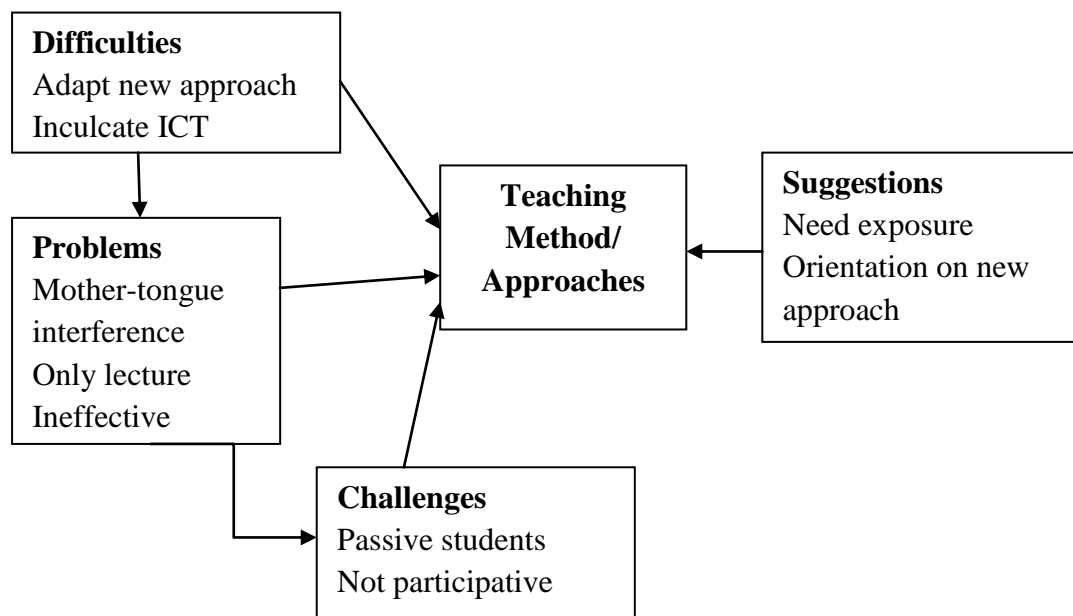 Difficulties
Adapt new approach
Inculcate ICT
Problems
Mother-tongue
interference
Only lecture
Ineffective
Teaching
Method/
Approaches
Suggestions
Need exposure
Orientation on new
approach
Challenges
Passive students
Not participative